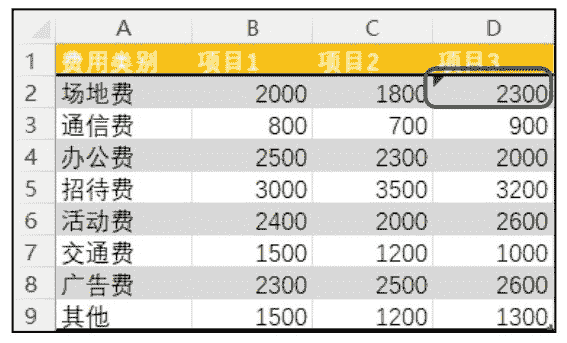 A B C D
1 费用类别 项目1 项目2 项目3
2 场地费 2000 1800 2300
3 通信费 800 700 900
4 办公费 2500 2300 2000
5 招待费 3000 3500 3200
6 活动费 2400 2000 2600
7 交通费 1500 1200 1000
8 广告费 2300 2500 2600
9 其他 1500 1200 1300